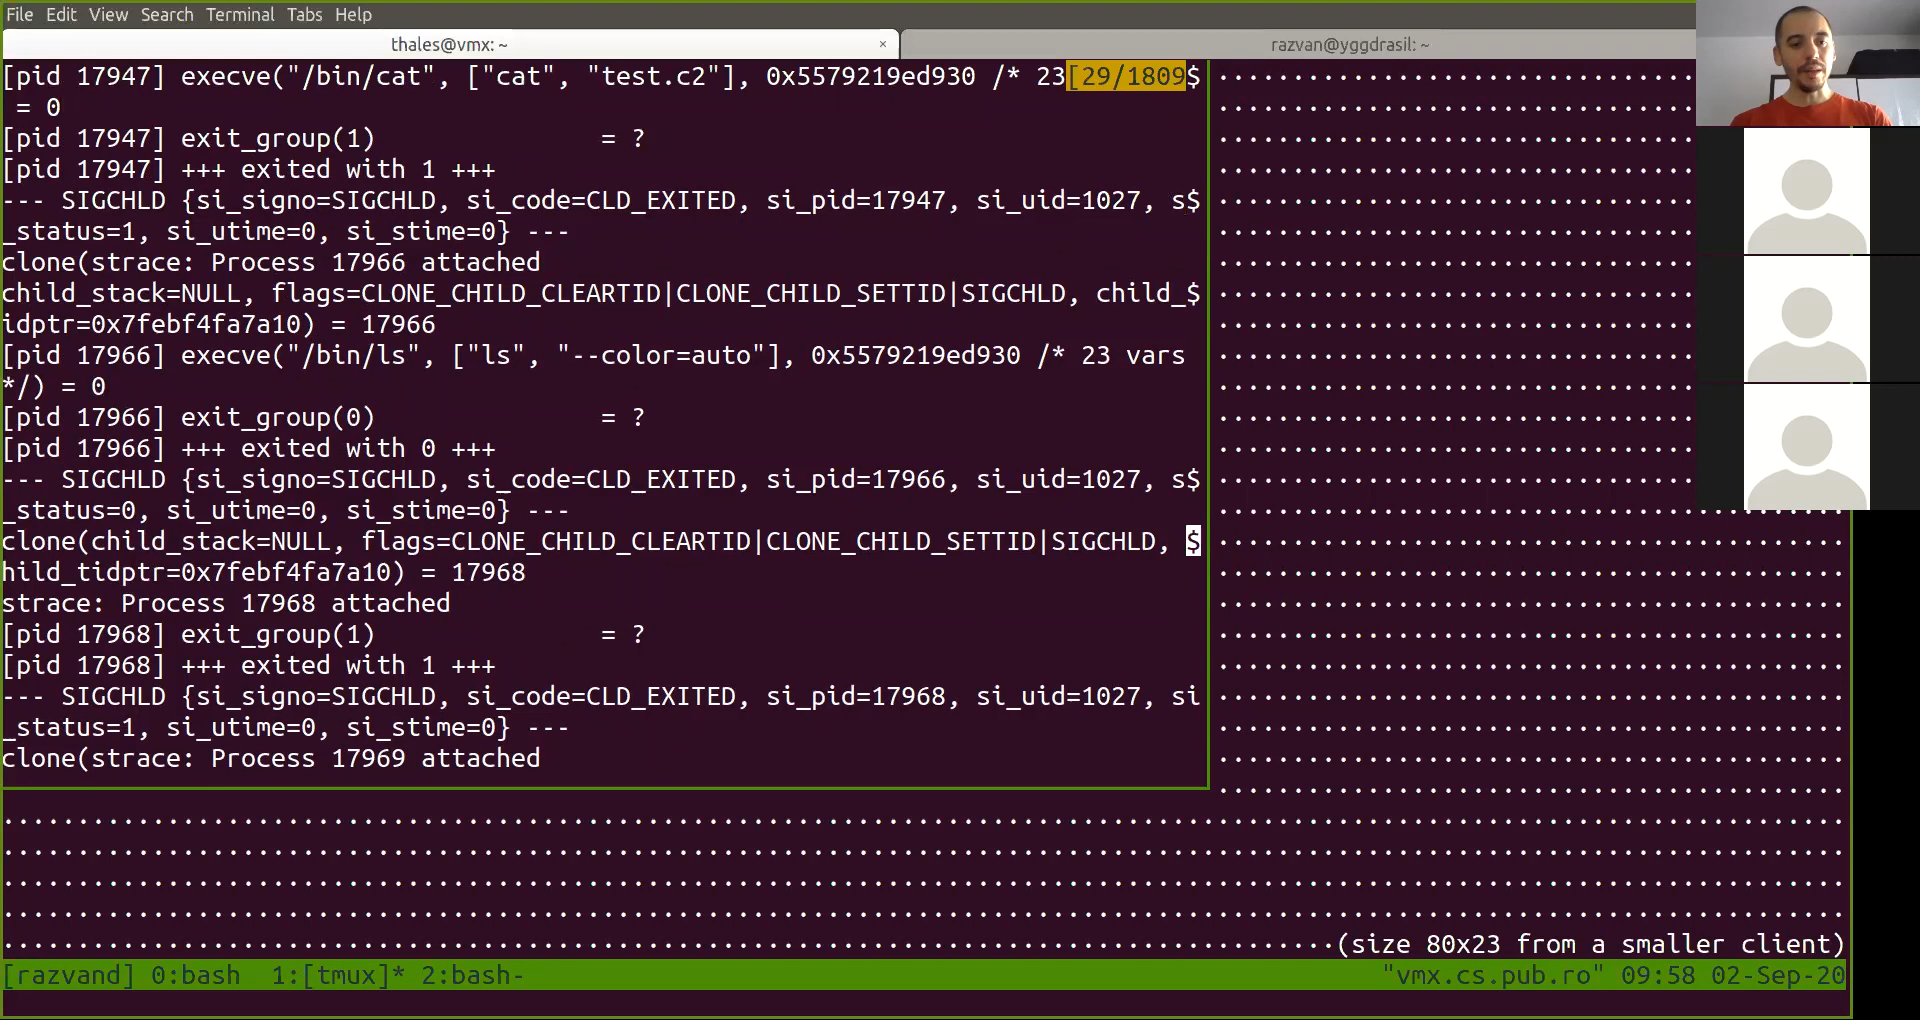 File Edit View Search Terminal Tabs Help
thales@vmx: ~ ×
razvan@yggdrasil: ~
[pid 17947] execve("/bin/cat", ["cat", "test.c2"], 0x5579219ed930 /* 23[29/1809$
 = 0
[pid 17947] exit_group(1)               = ?
[pid 17947] +++ exited with 1 +++
--- SIGCHLD {si_signo=SIGCHLD, si_code=CLD_EXITED, si_pid=17947, si_uid=1027, s$
_status=1, si_utime=0, si_stime=0} ---
clone(strace: Process 17966 attached
child_stack=NULL, flags=CLONE_CHILD_CLEARTID|CLONE_CHILD_SETTID|SIGCHLD, child_$
idptr=0x7febf4fa7a10) = 17966
[pid 17966] execve("/bin/ls", ["ls", "--color=auto"], 0x5579219ed930 /* 23 vars
*/) = 0
[pid 17966] exit_group(0)               = ?
[pid 17966] +++ exited with 0 +++
--- SIGCHLD {si_signo=SIGCHLD, si_code=CLD_EXITED, si_pid=17966, si_uid=1027, s$
_status=0, si_utime=0, si_stime=0} ---
clone(child_stack=NULL, flags=CLONE_CHILD_CLEARTID|CLONE_CHILD_SETTID|SIGCHLD, $
hild_tidptr=0x7febf4fa7a10) = 17968
strace: Process 17968 attached
[pid 17968] exit_group(1)               = ?
[pid 17968] +++ exited with 1 +++
--- SIGCHLD {si_signo=SIGCHLD, si_code=CLD_EXITED, si_pid=17968, si_uid=1027, si
_status=1, si_utime=0, si_stime=0} ---
clone(strace: Process 17969 attached
(size 80x23 from a smaller client)
[razvand] 0:bash  1:[tmux]* 2:bash- "vmx.cs.pub.ro" 09:58 02-Sep-20